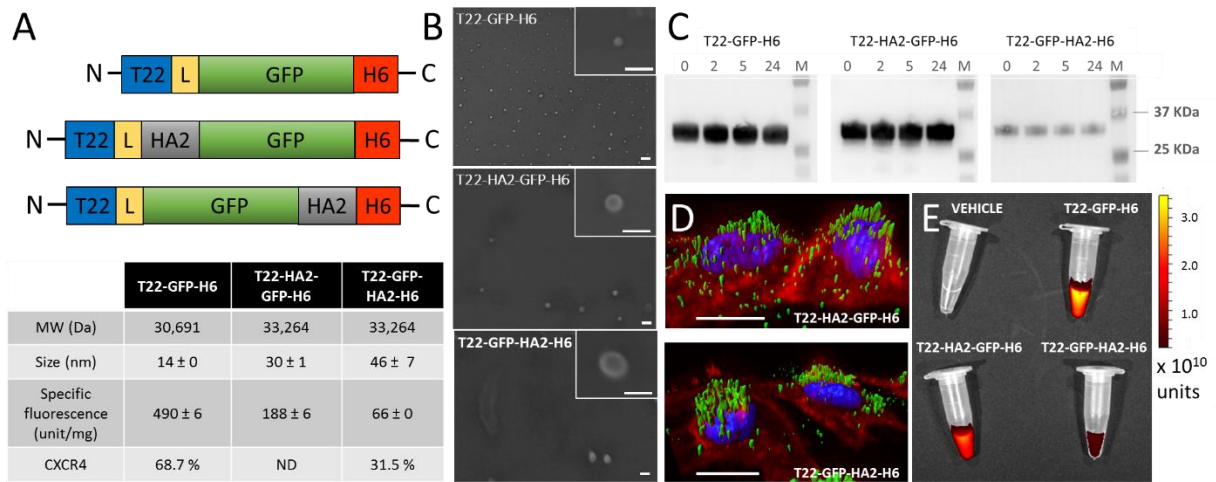 A
N T22 L GFP H6 C
N T22 L HA2 GFP H6 C
N T22 L GFP HA2 H6 C
T22-GFP-H6 T22-HA2-GFP-H6 T22-GFP-HA2-H6
MW (Da) 30,691 33,264 33,264
Size (nm) 14 ± 0 30 ± 1 46 ± 7
Specific fluorescence (unit/mg) 490 ± 6 188 ± 6 66 ± 0
CXCR4 68.7 % ND 31.5 %
B
T22-GFP-H6
T22-HA2-GFP-H6
T22-GFP-HA2-H6
C
T22-GFP-H6 T22-HA2-GFP-H6 T22-GFP-HA2-H6
0 2 5 24 M 0 2 5 24 M 0 2 5 24 M
37 KDa
25 KDa
D
T22-HA2-GFP-H6
T22-GFP-HA2-H6
E
VEHICLE T22-GFP-H6
T22-HA2-GFP-H6 T22-GFP-HA2-H6
3.0
2.0
1.0
x 10¹⁰
units